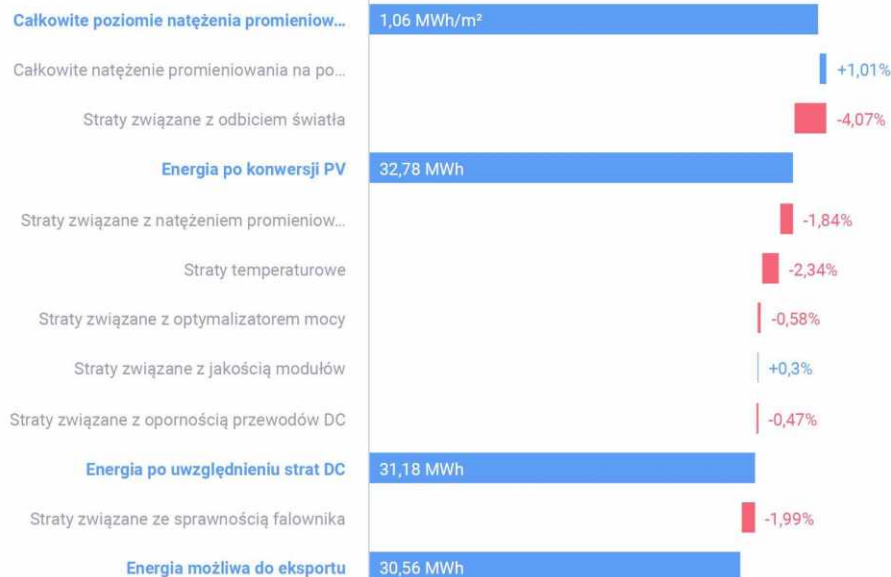 Całkowite poziomie natężenia promieniow... 1,06 MWh/m²
Całkowite natężenie promieniowania na po... +1,01%
Straty związane z odbiciem światła -4,07%
Energia po konwersji PV 32,78 MWh
Straty związane z natężeniem promieniow... -1,84%
Straty temperaturowe -2,34%
Straty związane z optymalizatorem mocy -0,58%
Straty związane z jakością modułów +0,3%
Straty związane z opornością przewodów DC -0,47%
Energia po uwzględnieniu strat DC 31,18 MWh
Straty związane ze sprawnością falownika -1,99%
Energia możliwa do eksportu 30,56 MWh